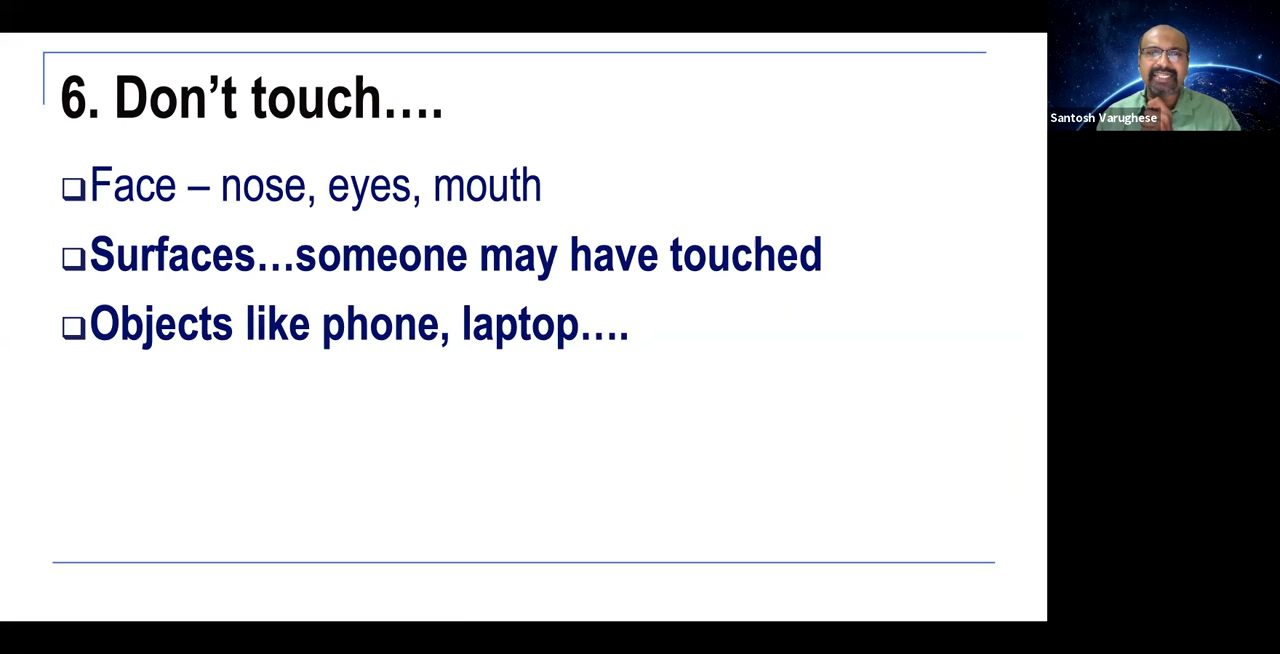 6. Don’t touch….
❑Face – nose, eyes, mouth
❑Surfaces…someone may have touched
❑Objects like phone, laptop….
Santosh Varughese